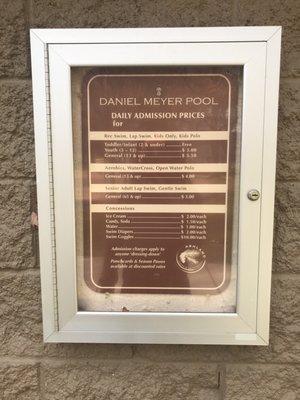 DANIEL MEYER POOL
DAILY ADMISSION PRICES
for
Rec Swim, Lap Swim, Kids Only, Kids Polo
Toddler/Infant (2 & under) Free
Youth (3 - 12) $ 3.00
General (13 & up) $ 3.50
Aerobics, WaterCross, Open Water Polo
General (13 & up) $ 4.00
Senior Adult Lap Swim, Gentle Swim
General (65 & up) $ 3.00
Concessions
Ice Cream $ 2.00/each
Candy, Soda $ 1.50/each
Water $ 1.00/each
Swim Diapers $ 2.00/each
Swim Goggles $10.00/each
Admission charges apply to
anyone 'dressing-down'
Punchcards & Season Passes
available at discounted rates